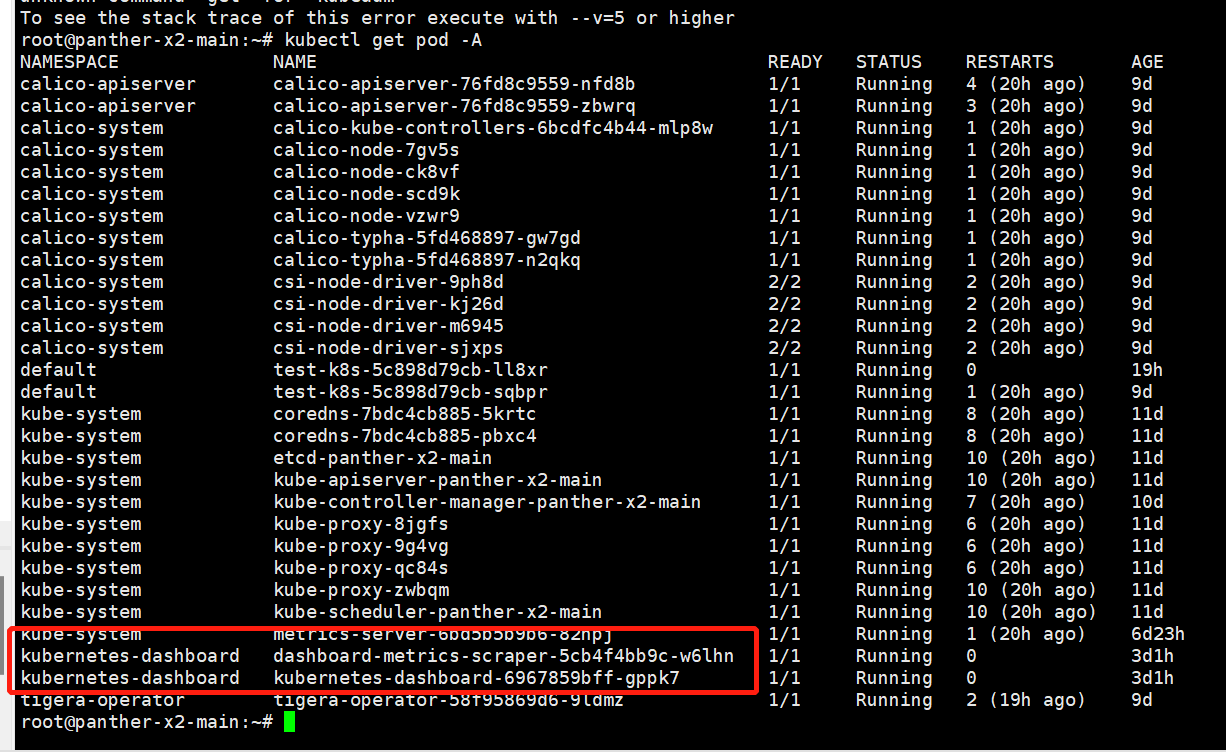 To see the stack trace of this error execute with --v=5 or higher
root@panther-x2-main:~# kubectl get pod -A
NAMESPACE NAME READY STATUS RESTARTS AGE
calico-apiserver calico-apiserver-76fd8c9559-nfd8b 1/1 Running 4 (20h ago) 9d
calico-apiserver calico-apiserver-76fd8c9559-zbwrq 1/1 Running 3 (20h ago) 9d
calico-system calico-kube-controllers-6bcdfc4b44-mlp8w 1/1 Running 1 (20h ago) 9d
calico-system calico-node-7gv5s 1/1 Running 1 (20h ago) 9d
calico-system calico-node-ck8vf 1/1 Running 1 (20h ago) 9d
calico-system calico-node-scd9k 1/1 Running 1 (20h ago) 9d
calico-system calico-node-vzwr9 1/1 Running 1 (20h ago) 9d
calico-system calico-typha-5fd468897-gw7gd 1/1 Running 1 (20h ago) 9d
calico-system calico-typha-5fd468897-n2qkq 1/1 Running 1 (20h ago) 9d
calico-system csi-node-driver-9ph8d 2/2 Running 2 (20h ago) 9d
calico-system csi-node-driver-kj26d 2/2 Running 2 (20h ago) 9d
calico-system csi-node-driver-m6945 2/2 Running 2 (20h ago) 9d
calico-system csi-node-driver-sjxps 2/2 Running 2 (20h ago) 9d
default test-k8s-5c898d79cb-ll8xr 1/1 Running 0 19h
default test-k8s-5c898d79cb-sqbpr 1/1 Running 1 (20h ago) 9d
kube-system coredns-7bdc4cb885-5krtc 1/1 Running 8 (20h ago) 11d
kube-system coredns-7bdc4cb885-pbxc4 1/1 Running 8 (20h ago) 11d
kube-system etcd-panther-x2-main 1/1 Running 10 (20h ago) 11d
kube-system kube-apiserver-panther-x2-main 1/1 Running 10 (20h ago) 11d
kube-system kube-controller-manager-panther-x2-main 1/1 Running 7 (20h ago) 10d
kube-system kube-proxy-8jgfs 1/1 Running 6 (20h ago) 11d
kube-system kube-proxy-9g4vg 1/1 Running 6 (20h ago) 11d
kube-system kube-proxy-qc84s 1/1 Running 6 (20h ago) 11d
kube-system kube-proxy-zwbqm 1/1 Running 10 (20h ago) 11d
kube-system kube-scheduler-panther-x2-main 1/1 Running 10 (20h ago) 11d
kube-system metrics-server-6bd5b5b9b6-82npj 1/1 Running 1 (20h ago) 6d23h
kubernetes-dashboard dashboard-metrics-scraper-5cb4f4bb9c-w6lhn 1/1 Running 0 3d1h
kubernetes-dashboard kubernetes-dashboard-6967859bff-gppk7 1/1 Running 0 3d1h
tigera-operator tigera-operator-58f95869d6-9ldmz 1/1 Running 2 (19h ago) 9d
root@panther-x2-main:~#